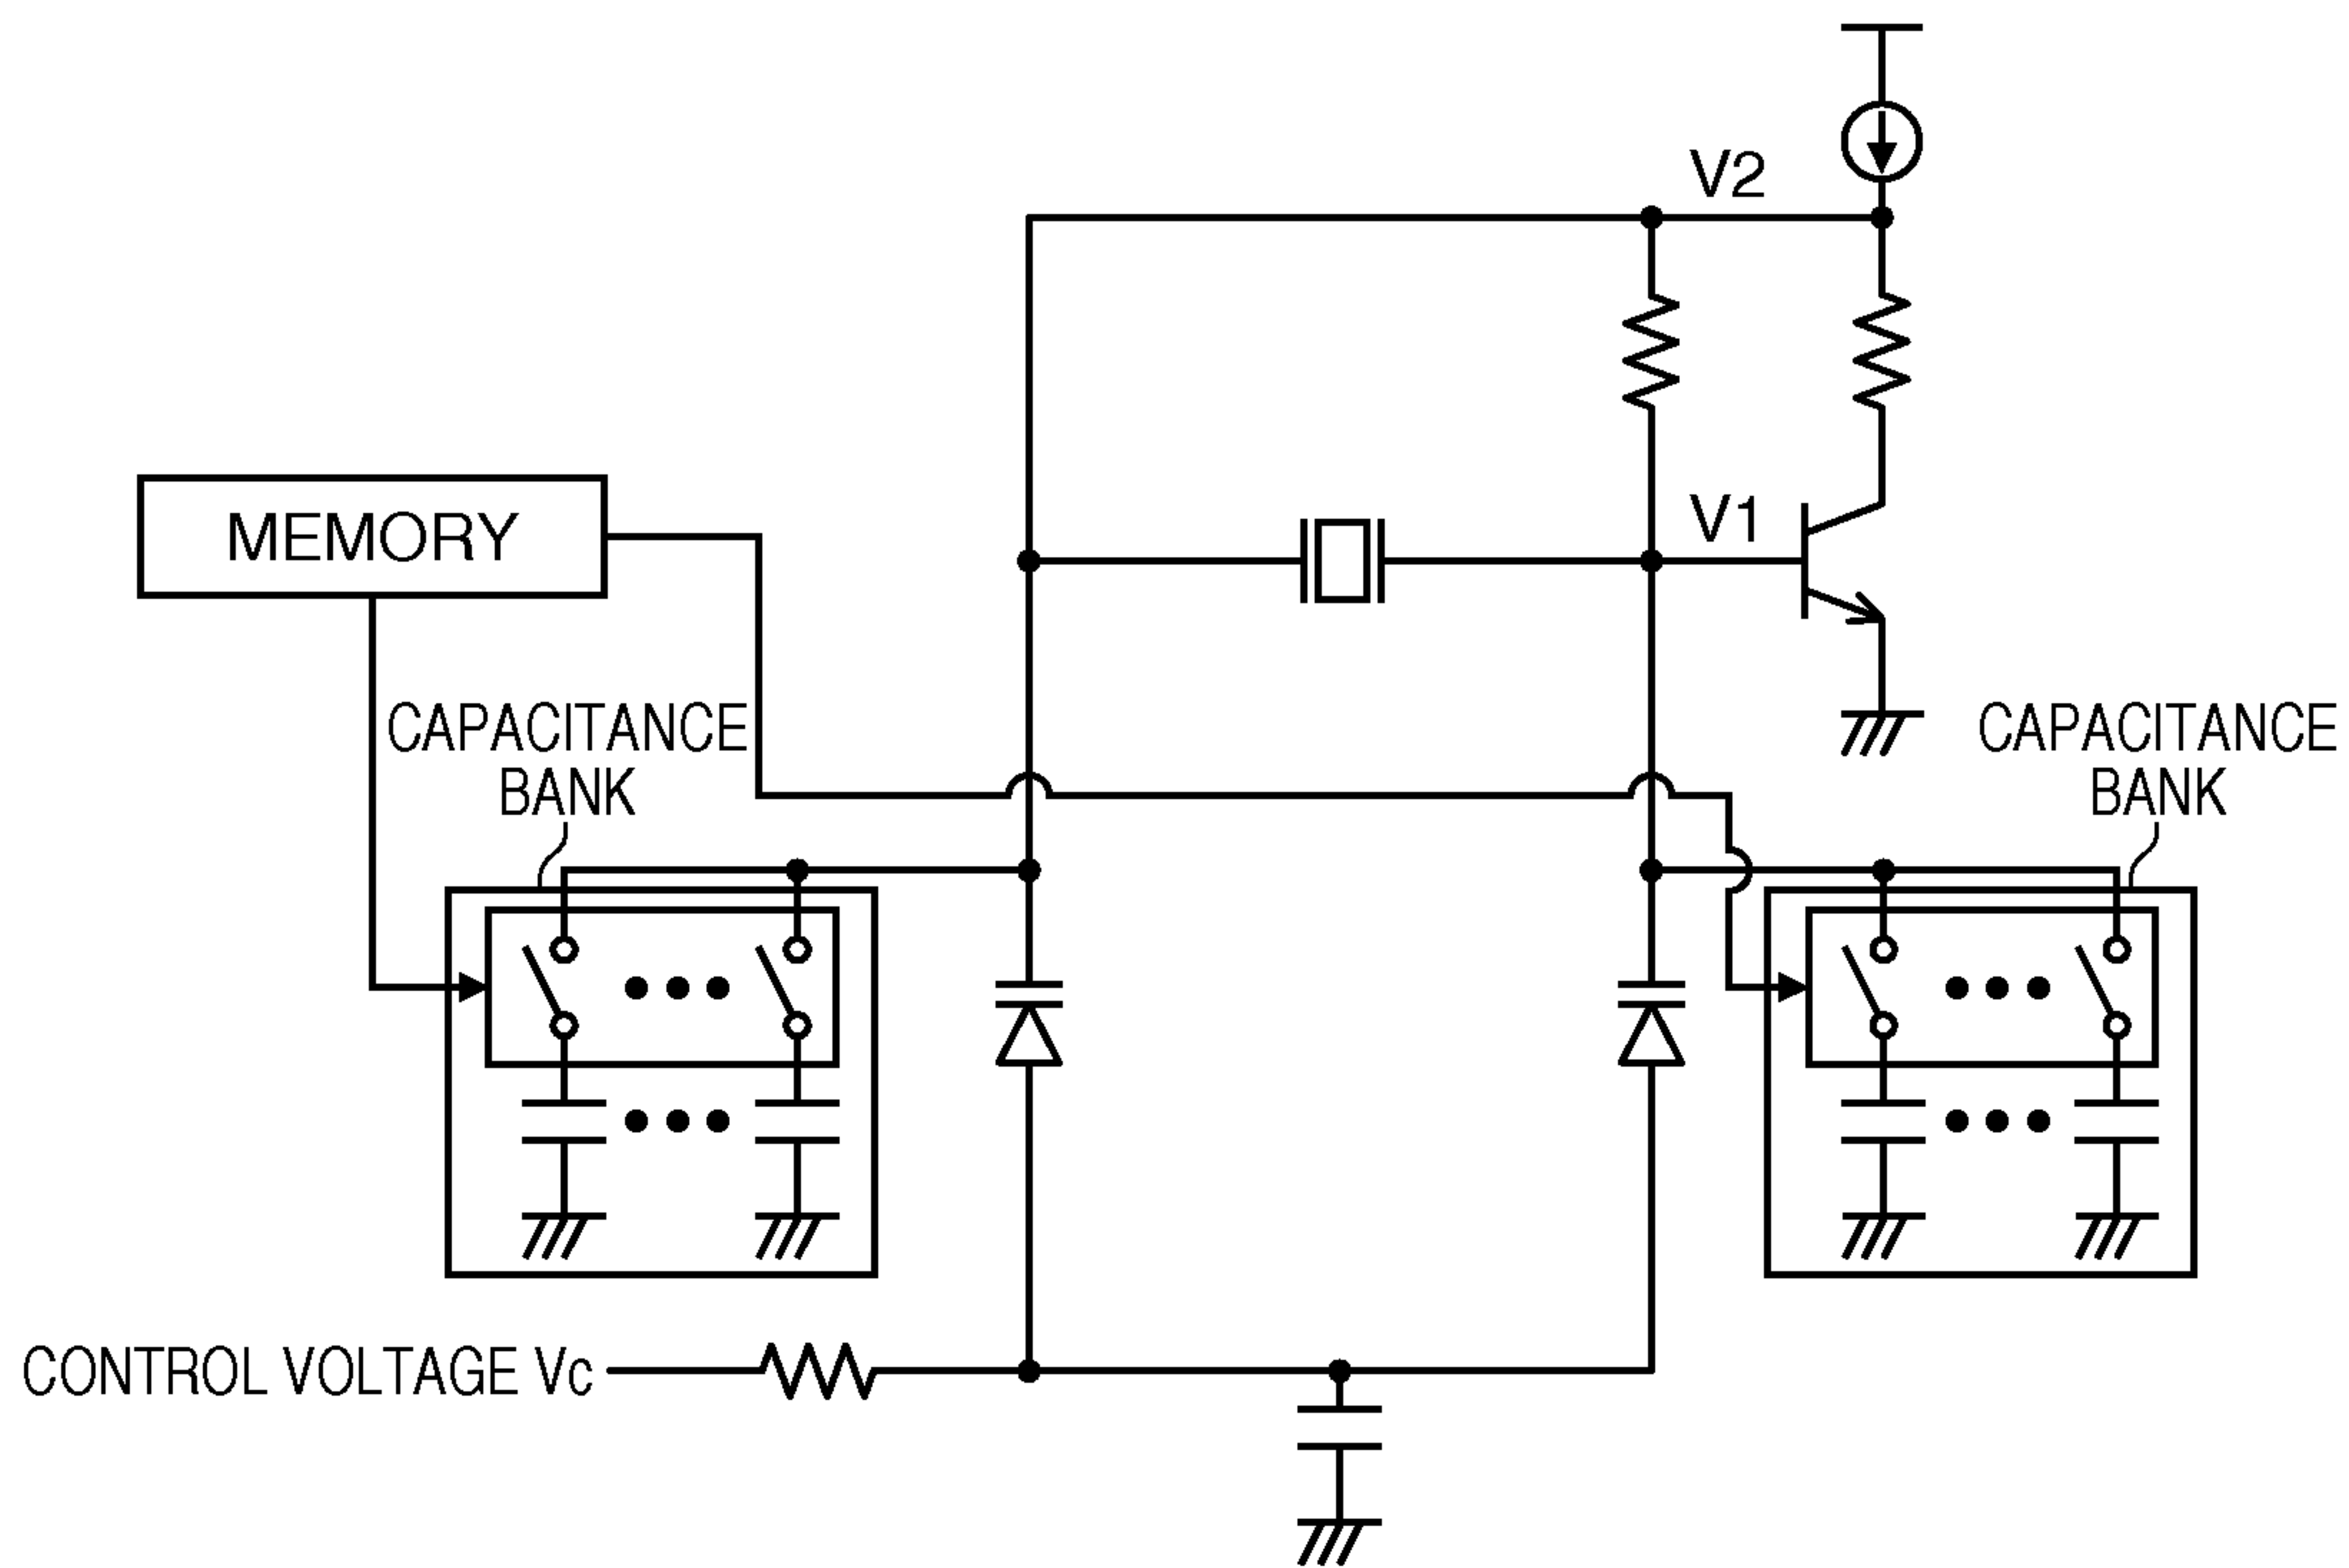 V2
MEMORY
V1
CAPACITANCE
BANK
CAPACITANCE
BANK
CONTROL VOLTAGE Vc